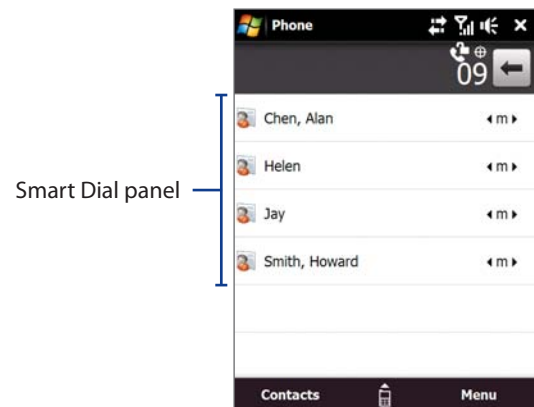 Phone
09
Chen, Alan m
Helen m
Smart Dial panel
Jay m
Smith, Howard m
Contacts Menu